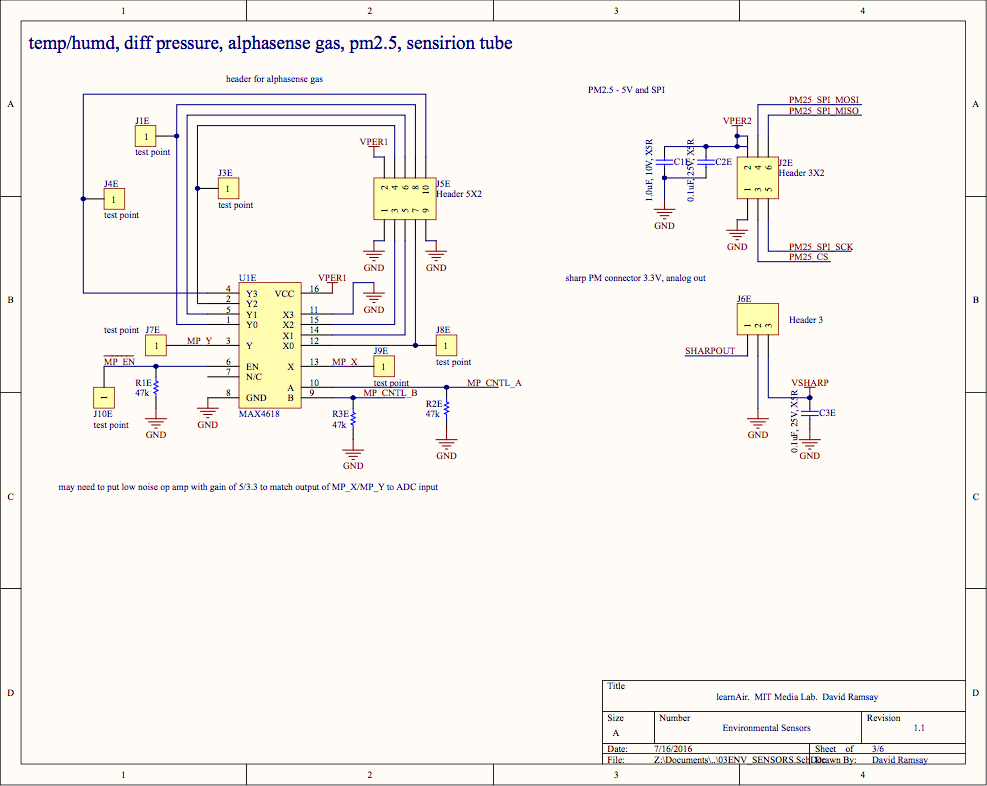 1 2 3 4
temp/humd, diff pressure, alphasense gas, pm2.5, sensirion tube
header for alphasense gas
PM2.5 - 5V and SPI
A A
PM25_SPI_MOSI
PM25_SPI_MISO
J1E
1
test point
VPER1
VPER2
1.0uF, 10V, X5R
C1E
0.1uF, 25V, X5R
C2E
J2E
Header 3X2
2 4 6
1 3 5
J3E
1
test point
J4E
1
test point
J5E
Header 5X2
2 4 6 8 10
1 3 5 7 9
GND
GND
GND
GND
PM25_SPI_SCK
PM25_CS
sharp PM connector 3.3V, analog out
B B
U1E
VPER1
4 Y3 VCC 16
2 Y2
5 Y1 X3 11
1 Y0 X2 15
X1 14
3 Y X0 12
6 EN X 13
7 N/C
A 10
8 GND B 9
MAX4618
GND
test point
J7E
1
MP_Y
MP_EN
R1E
47k
J10E
1
test point
GND
GND
J8E
1
test point
J9E
1
test point
MP_X
MP_CNTL_A
MP_CNTL_B
R3E
47k
R2E
47k
GND
GND
J6E
Header 3
1 2 3
SHARPOUT
VSHARP
0.1uF, 25V, X5R
C3E
GND
GND
may need to put low noise op amp with gain of 5/3.3 to match output of MP_X/MP_Y to ADC input
C C
D D
Title
learnAir. MIT Media Lab. David Ramsay
Size
A
Number
Environmental Sensors
Revision
1.1
Date: 7/16/2016 Sheet of 3/6
File: Z:\Documents\..\03ENV_SENSORS.SchDoc Drawn By: David Ramsay
1 2 3 4